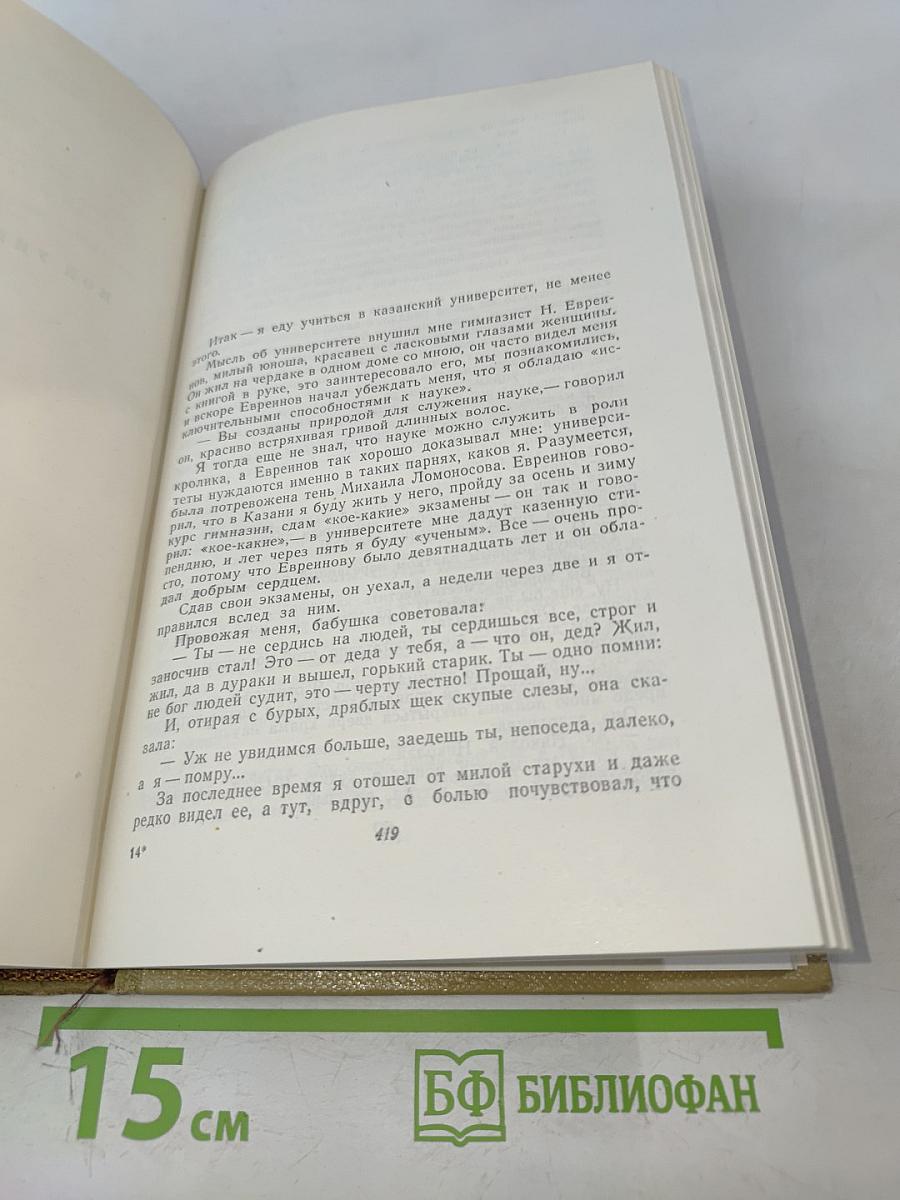 Итак — я еду учиться в казанский университет, не менее
этого.
Мысль об университете внушил мне гимназист Н. Евреи-
нов, милый юноша, красавец с ласковыми глазами женщины.
Он жил на чердаке в одном доме со мною, он часто видел меня
с книгой в руке, это заинтересовало его, мы познакомились,
и вскоре Евреинов начал убеждать меня, что я обладаю «ис-
ключительными способностями к науке».
— Вы созданы природой для служения науке,— говорил
он, красиво встряхивая гривой длинных волос.
Я тогда еще не знал, что науке можно служить в роли
кролика, а Евреинов так хорошо доказывал мне: универси-
теты нуждаются именно в таких парнях, каков я. Разумеется,
была потревожена тень Михаила Ломоносова. Евреинов гово-
рил, что в Казани я буду жить у него, пройду за осень и зиму
курс гимназии, сдам «кое-какие» экзамены — он так и гово-
рил: «кое-какие»,— в университете мне дадут казенную сти-
пендию, и лет через пять я буду «ученым». Все — очень про-
сто, потому что Евреинову было девятнадцать лет и он обла-
дал добрым сердцем.
Сдав свои экзамены, он уехал, а недели через две и я от-
правился вслед за ним.
Провожая меня, бабушка советовала:
— Ты — не сердись на людей, ты сердишься все, строг и
заносчив стал! Это — от деда у тебя, а — что он, дед? Жил,
жил, да в дураки и вышел, горький старик. Ты — одно помни:
не бог людей судит, это — черту лестно! Прощай, ну...
И, отирая с бурых, дряблых щек скупые слезы, она ска-
зала:
— Уж не увидимся больше, заедешь ты, непоседа, далеко,
а я — помру...
За последнее время я отошел от милой старухи и даже
редко видел ее, а тут, вдруг, с болью почувствовал, что
14*
419
15 см
БФ БИБЛИОФАН